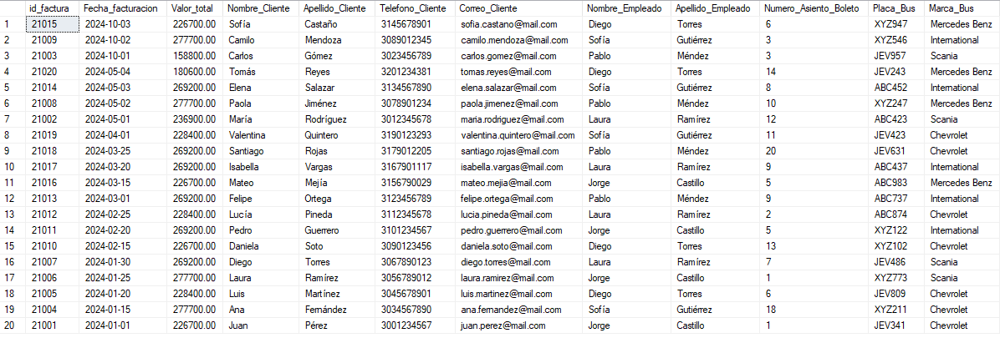 id_factura Fecha_facturacion Valor_total Nombre_Cliente Apellido_Cliente Telefono_Cliente Correo_Cliente Nombre_Empleado Apellido_Empleado Numero_Asiento_Boleto Placa_Bus Marca_Bus
1 21015 2024-10-03 226700.00 Sofía Castaño 3145678901 sofia.castano@mail.com Diego Torres 6 XYZ947 Mercedes Benz
2 21009 2024-10-02 277700.00 Camilo Mendoza 3089012345 camilo.mendoza@mail.com Sofía Gutiérrez 3 XYZ546 International
3 21003 2024-10-01 158800.00 Carlos Gómez 3023456789 carlos.gomez@mail.com Pablo Méndez 3 JEV957 Scania
4 21020 2024-05-04 180600.00 Tomás Reyes 3201234381 tomas.reyes@mail.com Diego Torres 14 JEV243 Mercedes Benz
5 21014 2024-05-03 269200.00 Elena Salazar 3134567890 elena.salazar@mail.com Sofía Gutiérrez 8 ABC452 International
6 21008 2024-05-02 277700.00 Paola Jiménez 3078901234 paola.jimenez@mail.com Pablo Méndez 10 XYZ247 Mercedes Benz
7 21002 2024-05-01 236900.00 María Rodríguez 3012345678 maria.rodriguez@mail.com Laura Ramírez 12 ABC423 Scania
8 21019 2024-04-01 228400.00 Valentina Quintero 3190123293 valentina.quintero@mail.com Sofía Gutiérrez 11 JEV423 Chevrolet
9 21018 2024-03-25 269200.00 Santiago Rojas 3179012205 santiago.rojas@mail.com Pablo Méndez 20 JEV631 Chevrolet
10 21017 2024-03-20 269200.00 Isabella Vargas 3167901117 isabella.vargas@mail.com Laura Ramírez 9 ABC437 International
11 21016 2024-03-15 226700.00 Mateo Mejía 3156790029 mateo.mejia@mail.com Jorge Castillo 5 ABC983 Mercedes Benz
12 21013 2024-03-01 269200.00 Felipe Ortega 3123456789 felipe.ortega@mail.com Pablo Méndez 9 ABC737 International
13 21012 2024-02-25 228400.00 Lucía Pineda 3112345678 lucia.pineda@mail.com Laura Ramírez 2 ABC874 Chevrolet
14 21011 2024-02-20 269200.00 Pedro Guerrero 3101234567 pedro.guerrero@mail.com Jorge Castillo 5 XYZ122 International
15 21010 2024-02-15 226700.00 Daniela Soto 3090123456 daniela.soto@mail.com Diego Torres 13 XYZ102 Chevrolet
16 21007 2024-01-30 269200.00 Diego Torres 3067890123 diego.torres@mail.com Laura Ramírez 7 JEV486 Scania
17 21006 2024-01-25 277700.00 Laura Ramírez 3056789012 laura.ramirez@mail.com Jorge Castillo 1 XYZ773 Scania
18 21005 2024-01-20 228400.00 Luis Martínez 3045678901 luis.martinez@mail.com Diego Torres 6 JEV809 Chevrolet
19 21004 2024-01-15 277700.00 Ana Fernández 3034567890 ana.fernandez@mail.com Sofía Gutiérrez 18 XYZ211 Chevrolet
20 21001 2024-01-01 226700.00 Juan Pérez 3001234567 juan.perez@mail.com Jorge Castillo 1 JEV341 Chevrolet